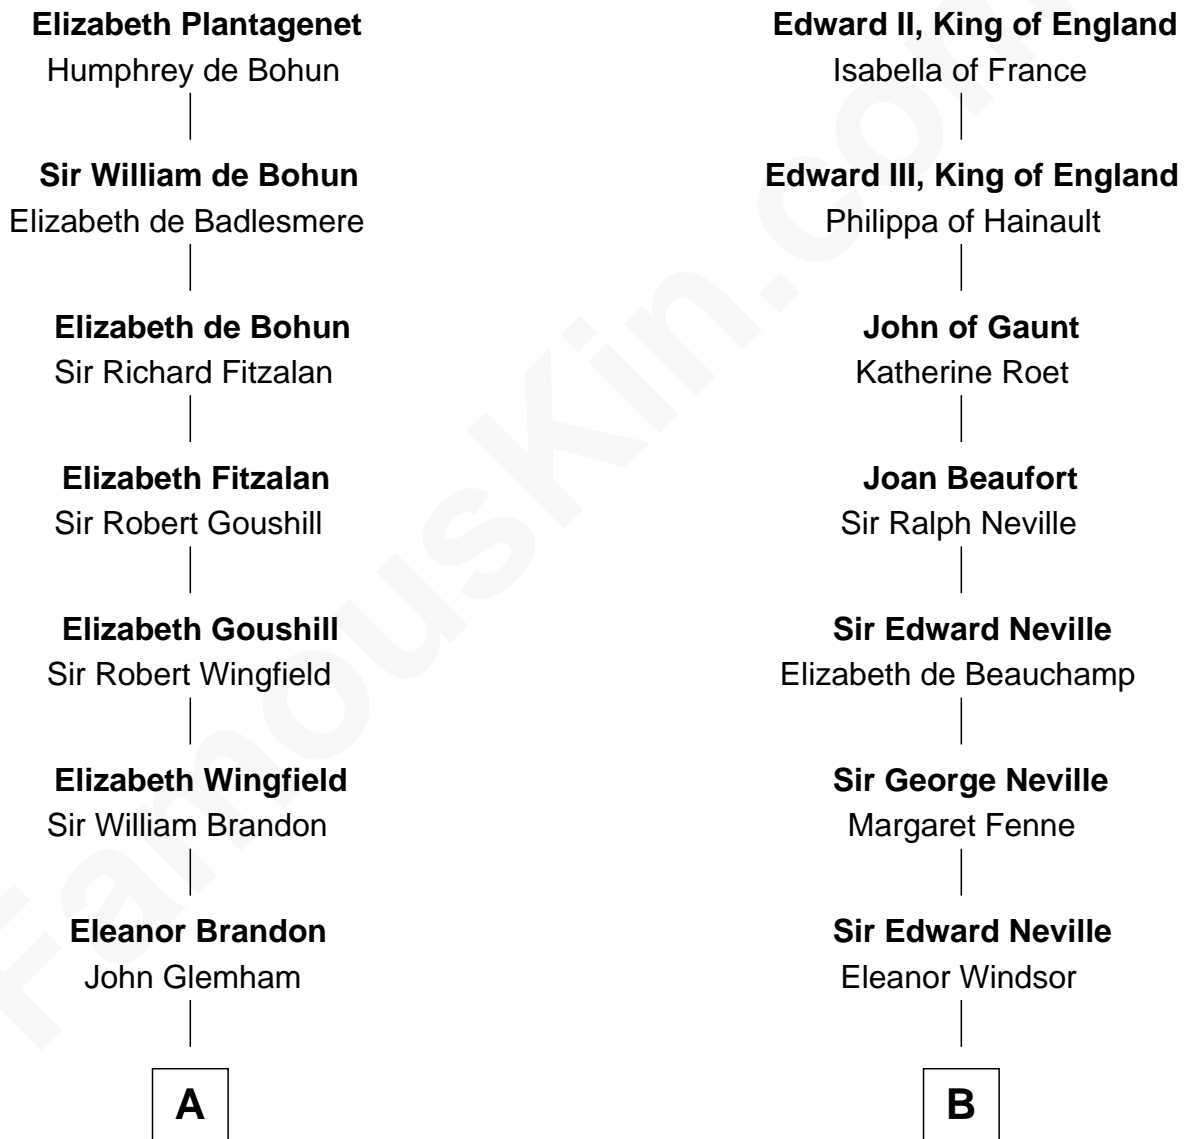 Elizabeth Plantagenet
Humphrey de Bohun
Sir William de Bohun
Elizabeth de Badlesmere
Elizabeth de Bohun
Sir Richard Fitzalan
Elizabeth Fitzalan
Sir Robert Goushill
Elizabeth Goushill
Sir Robert Wingfield
Elizabeth Wingfield
Sir William Brandon
Eleanor Brandon
John Glemham
A
Edward II, King of England
Isabella of France
Edward III, King of England
Philippa of Hainault
John of Gaunt
Katherine Roet
Joan Beaufort
Sir Ralph Neville
Sir Edward Neville
Elizabeth de Beauchamp
Sir George Neville
Margaret Fenne
Sir Edward Neville
Eleanor Windsor
B
FamousKin.com